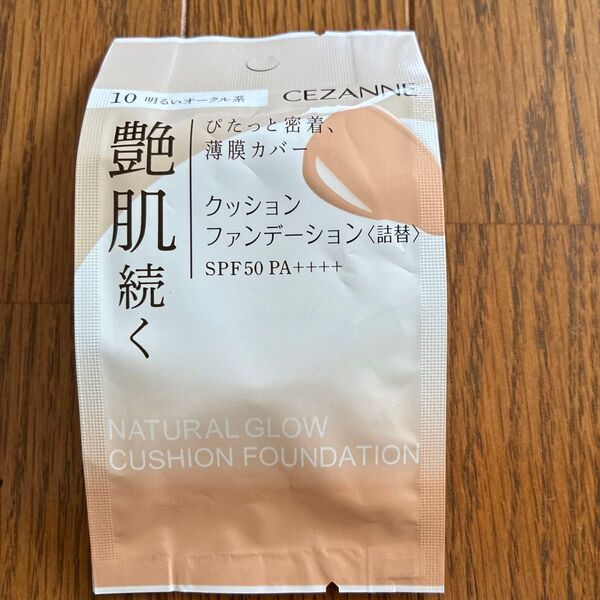 10 明るいオークル系
CEZANNE
艶肌続く
ぴたっと密着、
薄膜カバー
クッション
ファンデーション〈詰替〉
SPF50 PA++++
NATURAL GLOW
CUSHION FOUNDATION